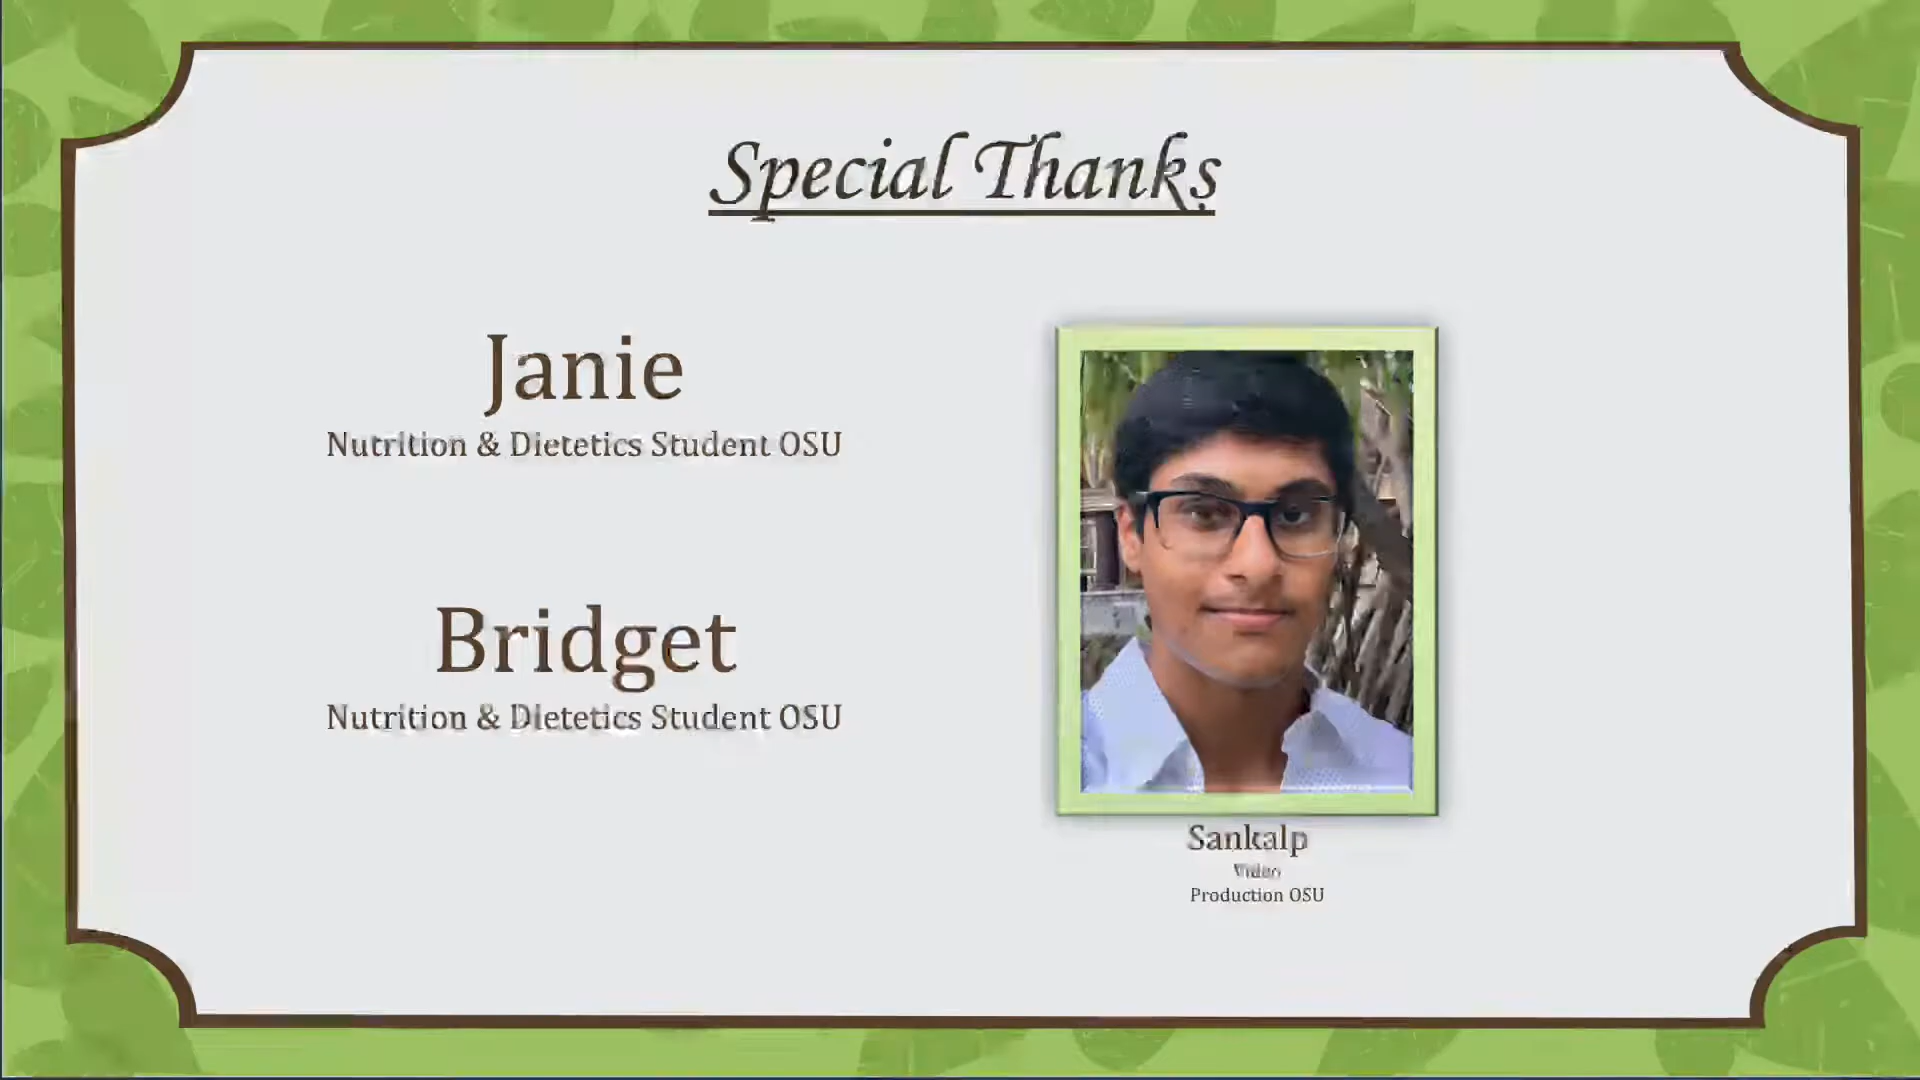 Special Thanks
Janie
Nutrition & Dietetics Student OSU
Bridget
Nutrition & Dietetics Student OSU
Sankalp
Video
Production OSU